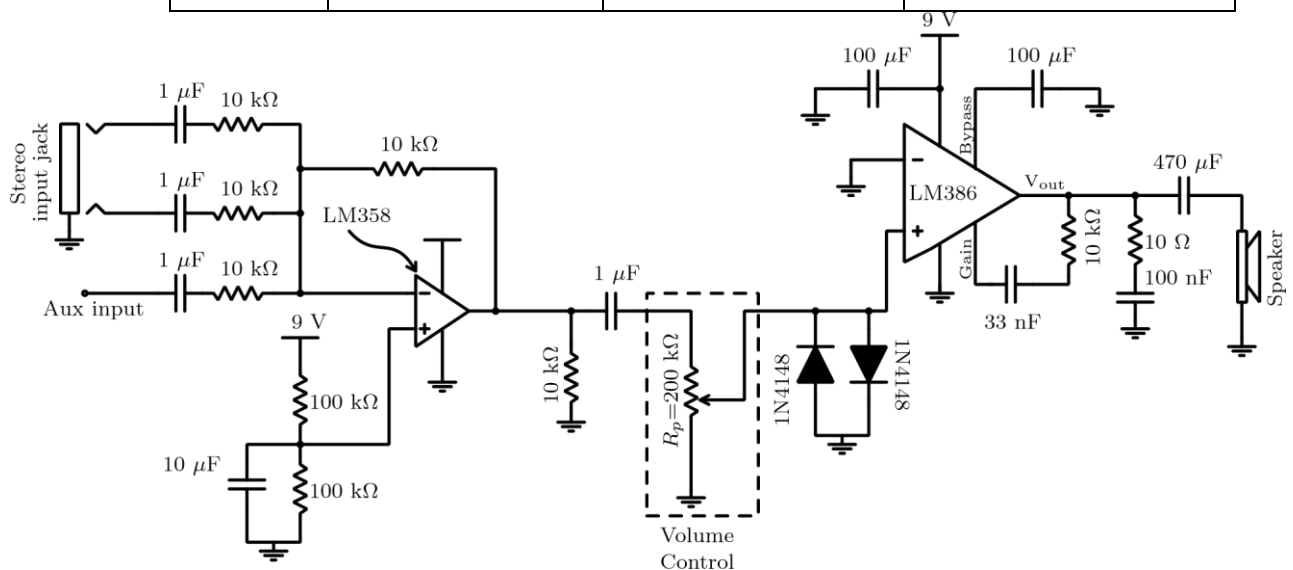 9 V
100 μF
100 μF
1 μF
10 kΩ
10 kΩ
Stereo
input jack
Bypass
1 μF
10 kΩ
LM358
LM386
Vout
470 μF
−
+
Gain
10 kΩ
10 Ω
100 nF
Speaker
33 nF
1 μF
10 kΩ
Aux input
−
+
1 μF
9 V
100 kΩ
10 kΩ
Rp=200 kΩ
1N4148
1N4148
10 μF
100 kΩ
Volume
Control